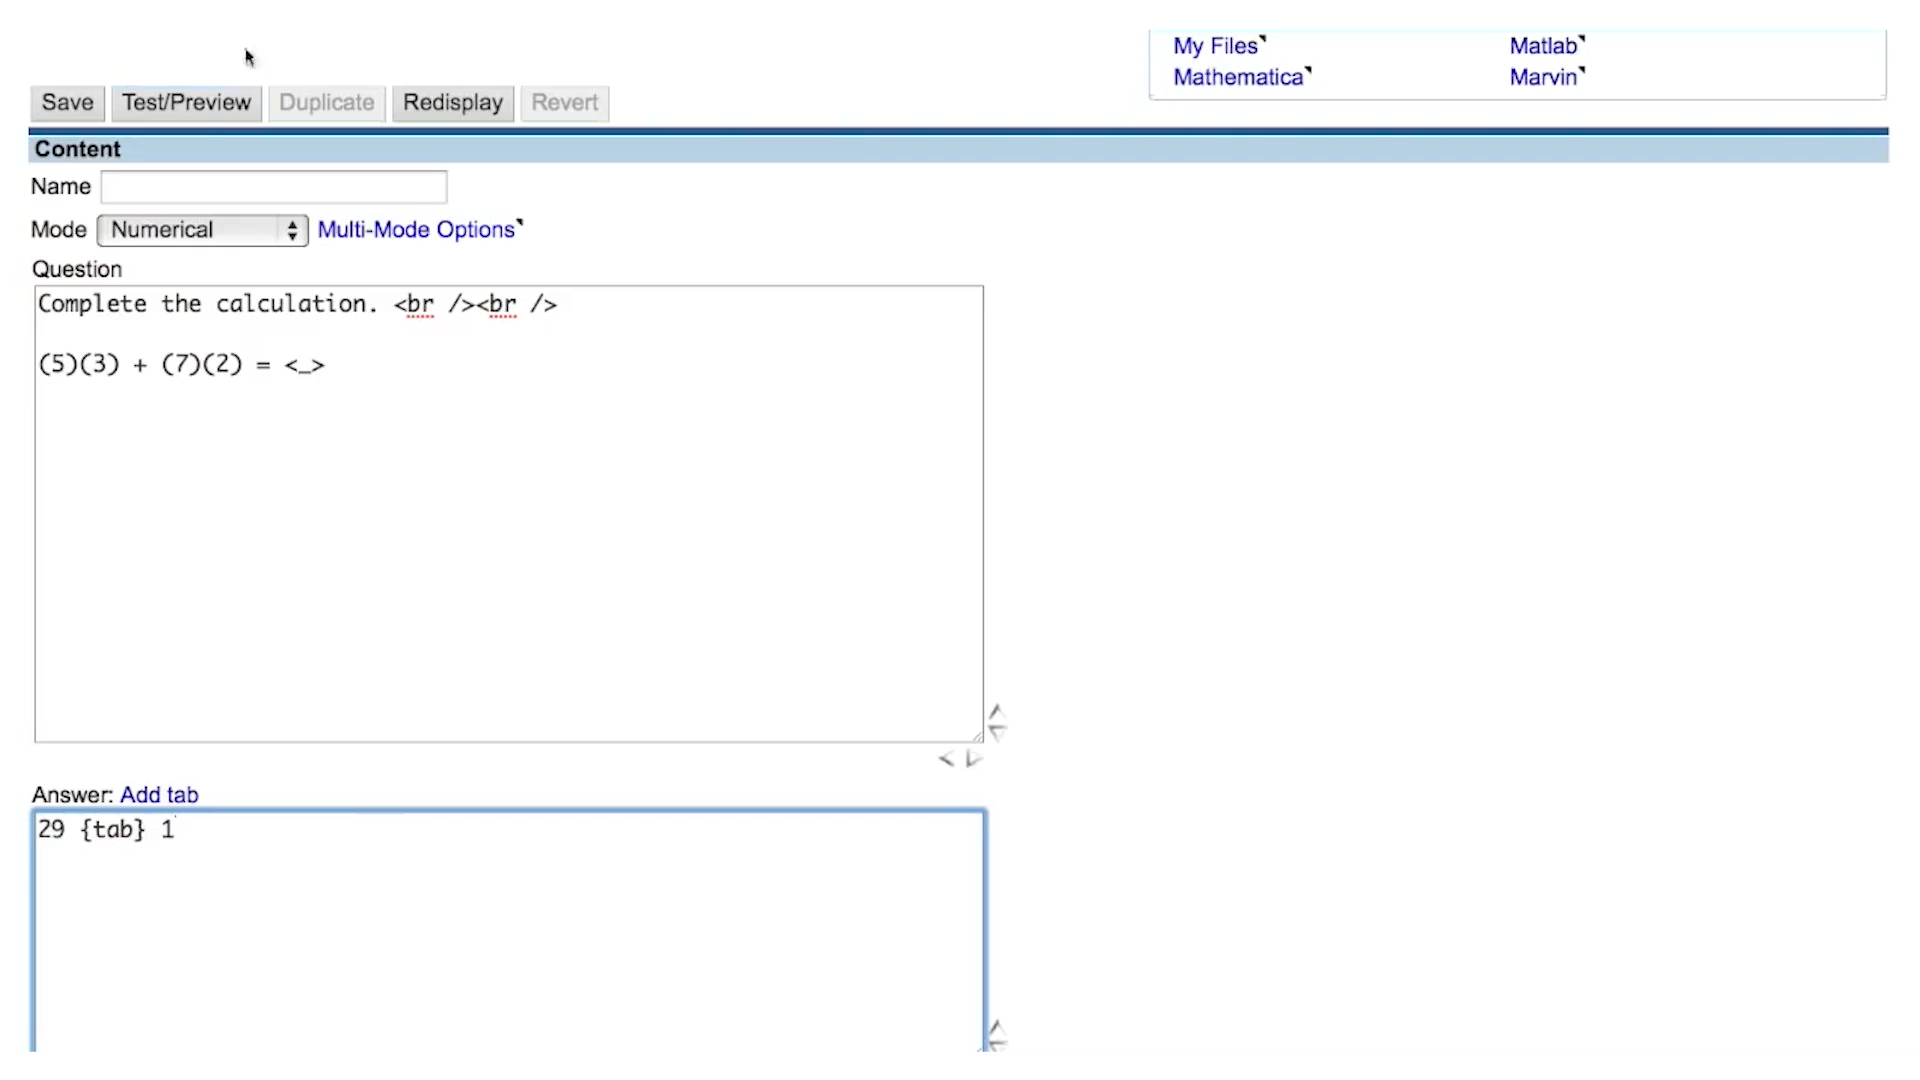 My Files Matlab
Mathematica Marvin
Save Test/Preview Duplicate Redisplay Revert
Content
Name
Mode Numerical Multi-Mode Options
Question
Complete the calculation. <br /><br />
(5)(3) + (7)(2) = <_>
Answer: Add tab
29 {tab} 1